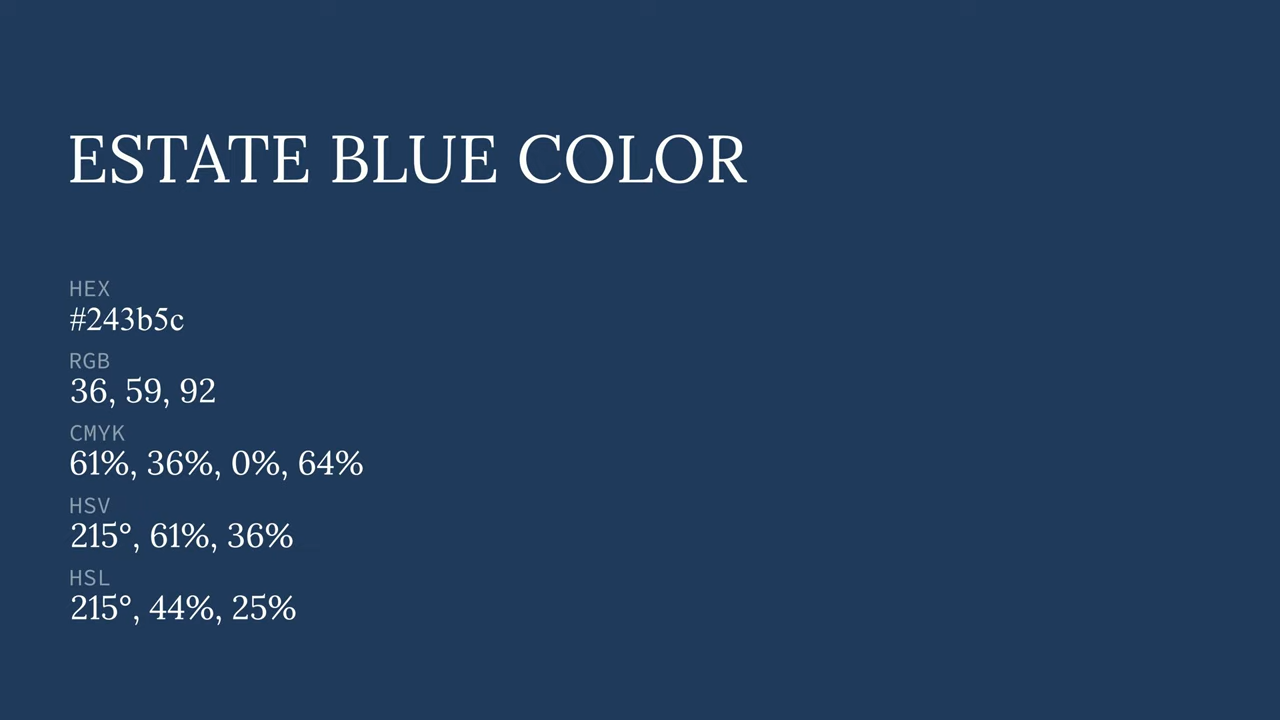 ESTATE BLUE COLOR
HEX
#243b5c
RGB
36, 59, 92
CMYK
61%, 36%, 0%, 64%
HSV
215°, 61%, 36%
HSL
215°, 44%, 25%